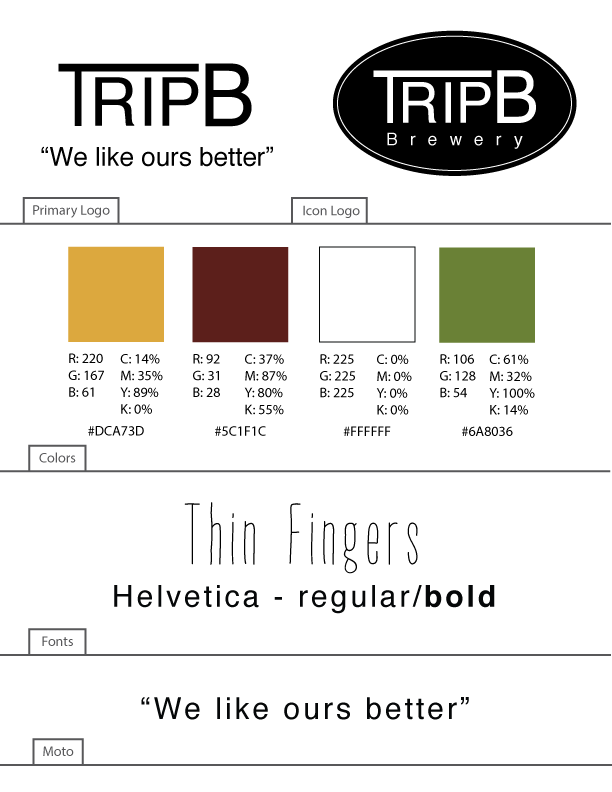 TRIPB
“We like ours better”
TRIPB
Brewery
Primary Logo
Icon Logo
R: 220 C: 14%
G: 167 M: 35%
B: 61 Y: 89%
K: 0%
#DCA73D
R: 92 C: 37%
G: 31 M: 87%
B: 28 Y: 80%
K: 55%
#5C1F1C
R: 225 C: 0%
G: 225 M: 0%
B: 225 Y: 0%
K: 0%
#FFFFFF
R: 106 C: 61%
G: 128 M: 32%
B: 54 Y: 100%
K: 14%
#6A8036
Colors
Thin Fingers
Helvetica - regular/bold
Fonts
“We like ours better”
Moto